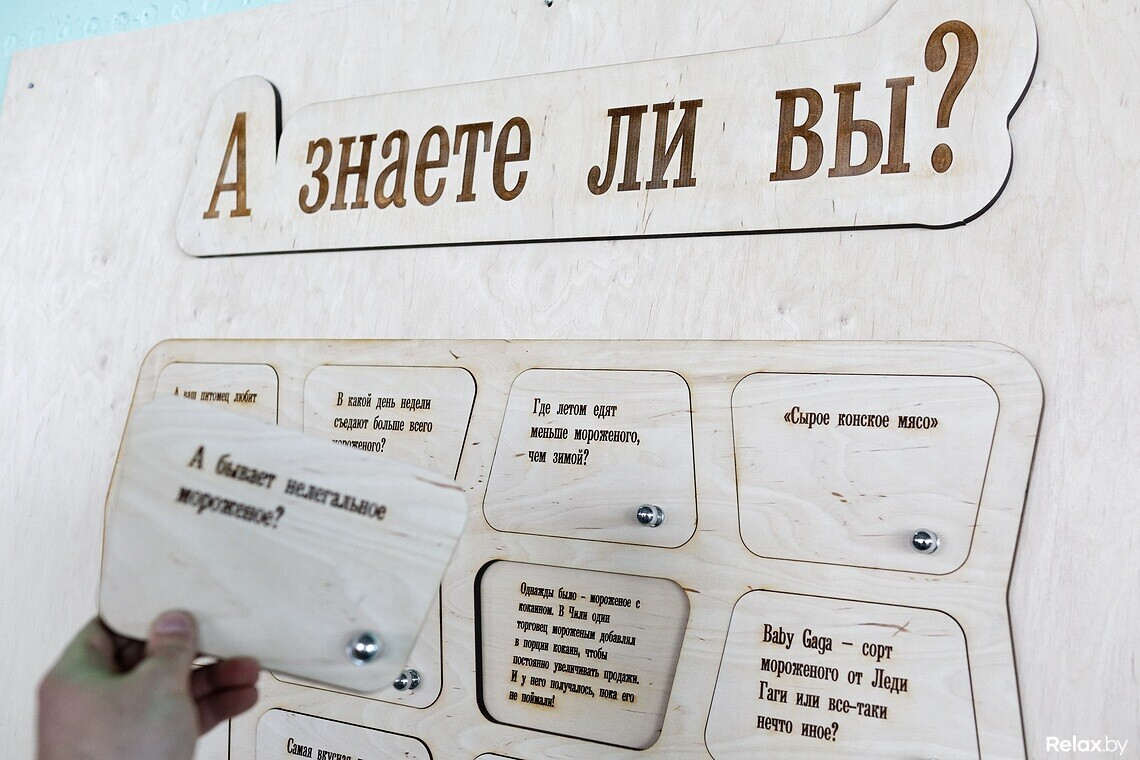 А знаете ли вы?
А ваш питомец любит
В какой день недели
съедают больше всего
мороженого?
Где летом едят
меньше мороженого,
чем зимой?
«Сырое конское мясо»
А бывает нелегальное
мороженое?
Однажды было – мороженое с
кокаином. В Чили один
торговец мороженым добавлял
в порции кокаин, чтобы
постоянно увеличивать продажи.
И у него получалось, пока его
не поймали!
Baby Gaga – сорт
мороженого от Леди
Гаги или все-таки
нечто иное?
Самая вкусная
Relax.by